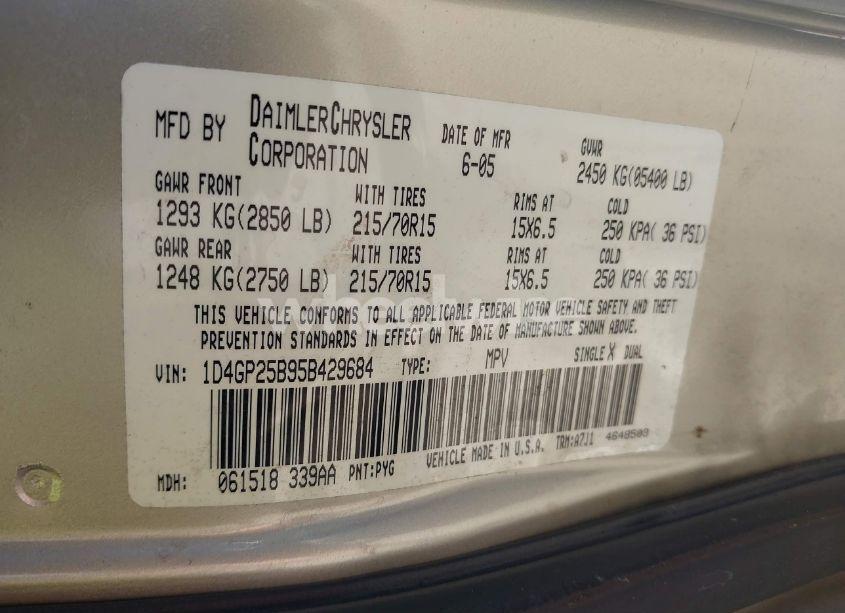 MFD BY DAIMLERCHRYSLER CORPORATION
DATE OF MFR 6-05
GVWR 2450 KG(05400 LB)
GAWR FRONT WITH TIRES RIMS AT COLD
1293 KG(2850 LB) 215/70R15 15X6.5 250 KPA( 36 PSI)
GAWR REAR WITH TIRES RIMS AT COLD
1248 KG(2750 LB) 215/70R15 15X6.5 250 KPA( 36 PSI)
THIS VEHICLE CONFORMS TO ALL APPLICABLE FEDERAL MOTOR VEHICLE SAFETY AND THEFT
PREVENTION STANDARDS IN EFFECT ON THE DATE OF MANUFACTURE SHOWN ABOVE.
VIN: 1D4GP25B95B429684 TYPE: MPV SINGLE X DUAL
VEHICLE MADE IN U.S.A. TRM:A7J1 4648503
MDH: 061518 339AA PNT:PYG